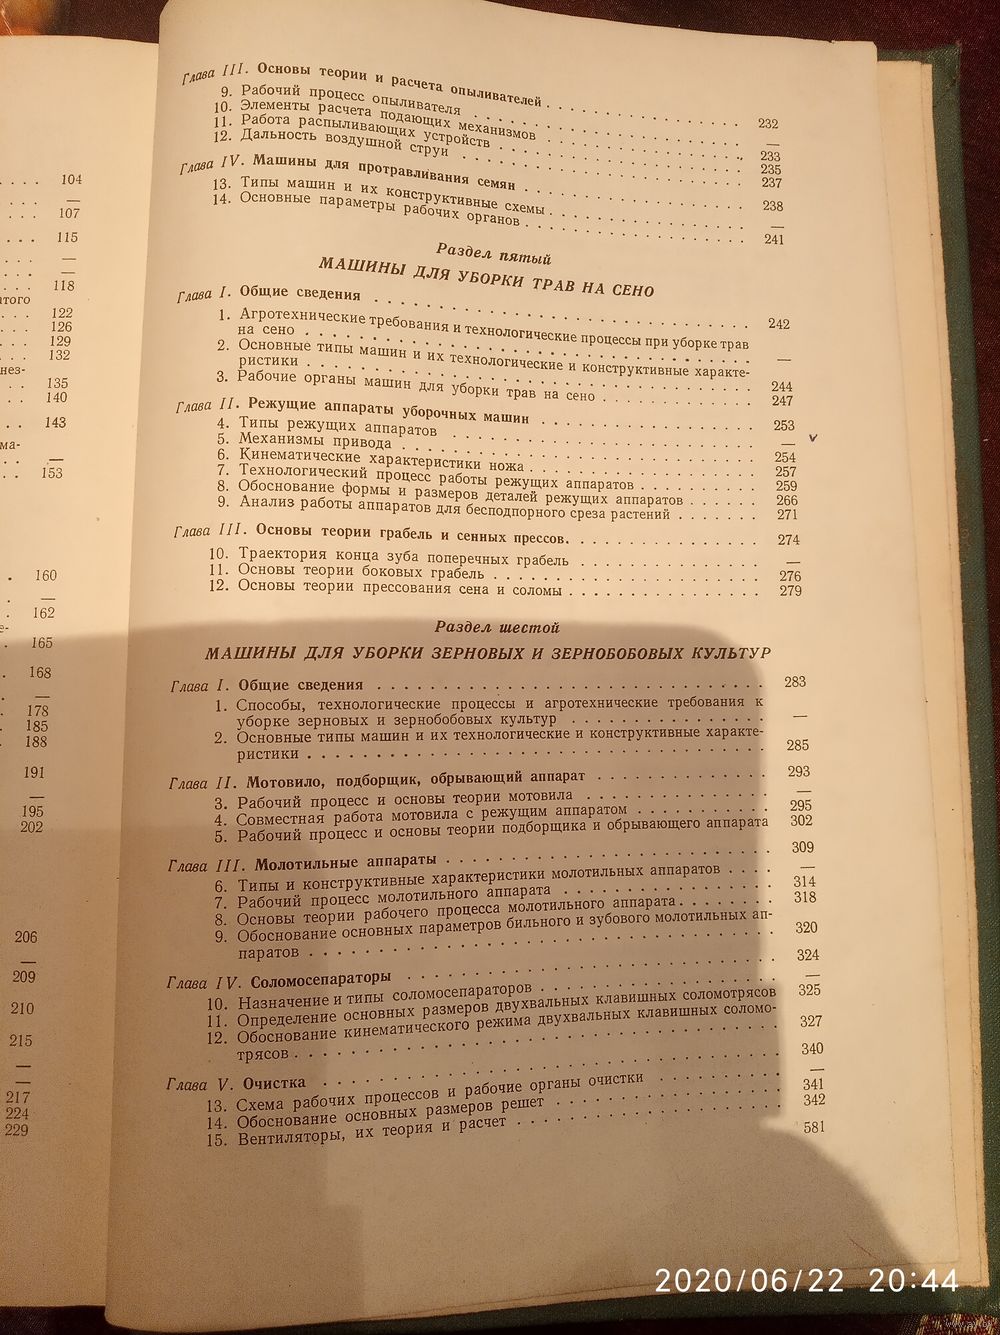 104
—
107
115
—
—
118
атого
122
126
129
132
нез-
135
140
143
ма-
—
153
160
—
162
е-
165
168
—
178
185
188
191
—
195
202
206
—
209
210
215
—
—
217
224
229
Глава III. Основы теории и расчета опыливателей . . . . . 232
9. Рабочий процесс опыливателя . . . . . —
10. Элементы расчета подающих механизмов . . . . . 233
11. Работа распыливающих устройств . . . . . 235
12. Дальность воздушной струи . . . . . 237
Глава IV. Машины для протравливания семян . . . . . 238
13. Типы машин и их конструктивные схемы . . . . . —
14. Основные параметры рабочих органов . . . . . 241
Раздел пятый
МАШИНЫ ДЛЯ УБОРКИ ТРАВ НА СЕНО
Глава I. Общие сведения . . . . . 242
1. Агротехнические требования и технологические процессы при уборке трав
на сено . . . . . —
2. Основные типы машин и их технологические и конструктивные характе-
ристики . . . . . 244
3. Рабочие органы машин для уборки трав на сено . . . . . 247
Глава II. Режущие аппараты уборочных машин . . . . . 253
4. Типы режущих аппаратов . . . . . —
5. Механизмы привода . . . . . 254
6. Кинематические характеристики ножа . . . . . 257
7. Технологический процесс работы режущих аппаратов . . . . . 259
8. Обоснование формы и размеров деталей режущих аппаратов . . . . . 266
9. Анализ работы аппаратов для бесподпорного среза растений . . . . . 271
Глава III. Основы теории грабель и сенных прессов. . . . . . 274
10. Траектория конца зуба поперечных грабель . . . . . —
11. Основы теории боковых грабель . . . . . 276
12. Основы теории прессования сена и соломы . . . . . 279
Раздел шестой
МАШИНЫ ДЛЯ УБОРКИ ЗЕРНОВЫХ И ЗЕРНОБОБОВЫХ КУЛЬТУР
Глава I. Общие сведения . . . . . 283
1. Способы, технологические процессы и агротехнические требования к
уборке зерновых и зернобобовых культур . . . . . —
2. Основные типы машин и их технологические и конструктивные характе-
ристики . . . . . 285
Глава II. Мотовило, подборщик, обрывающий аппарат . . . . . 293
3. Рабочий процесс и основы теории мотовила . . . . . —
4. Совместная работа мотовила с режущим аппаратом . . . . . 295
5. Рабочий процесс и основы теории подборщика и обрывающего аппарата 302
Глава III. Молотильные аппараты . . . . . 309
6. Типы и конструктивные характеристики молотильных аппаратов . . . . —
7. Рабочий процесс молотильного аппарата . . . . . 314
8. Основы теории рабочего процесса молотильного аппарата . . . . . 318
9. Обоснование основных параметров бильного и зубового молотильных ап-
паратов . . . . . 320
Глава IV. Соломосепараторы . . . . . 324
10. Назначение и типы соломосепараторов . . . . . —
11. Определение основных размеров двухвальных клавишных соломотрясов 325
12. Обоснование кинематического режима двухвальных клавишных соломо-
трясов . . . . . 327
Глава V. Очистка . . . . . 340
13. Схема рабочих процессов и рабочие органы очистки . . . . . —
14. Обоснование основных размеров решет . . . . . 341
15. Вентиляторы, их теория и расчет . . . . . 342
581
2020/06/22 20:44